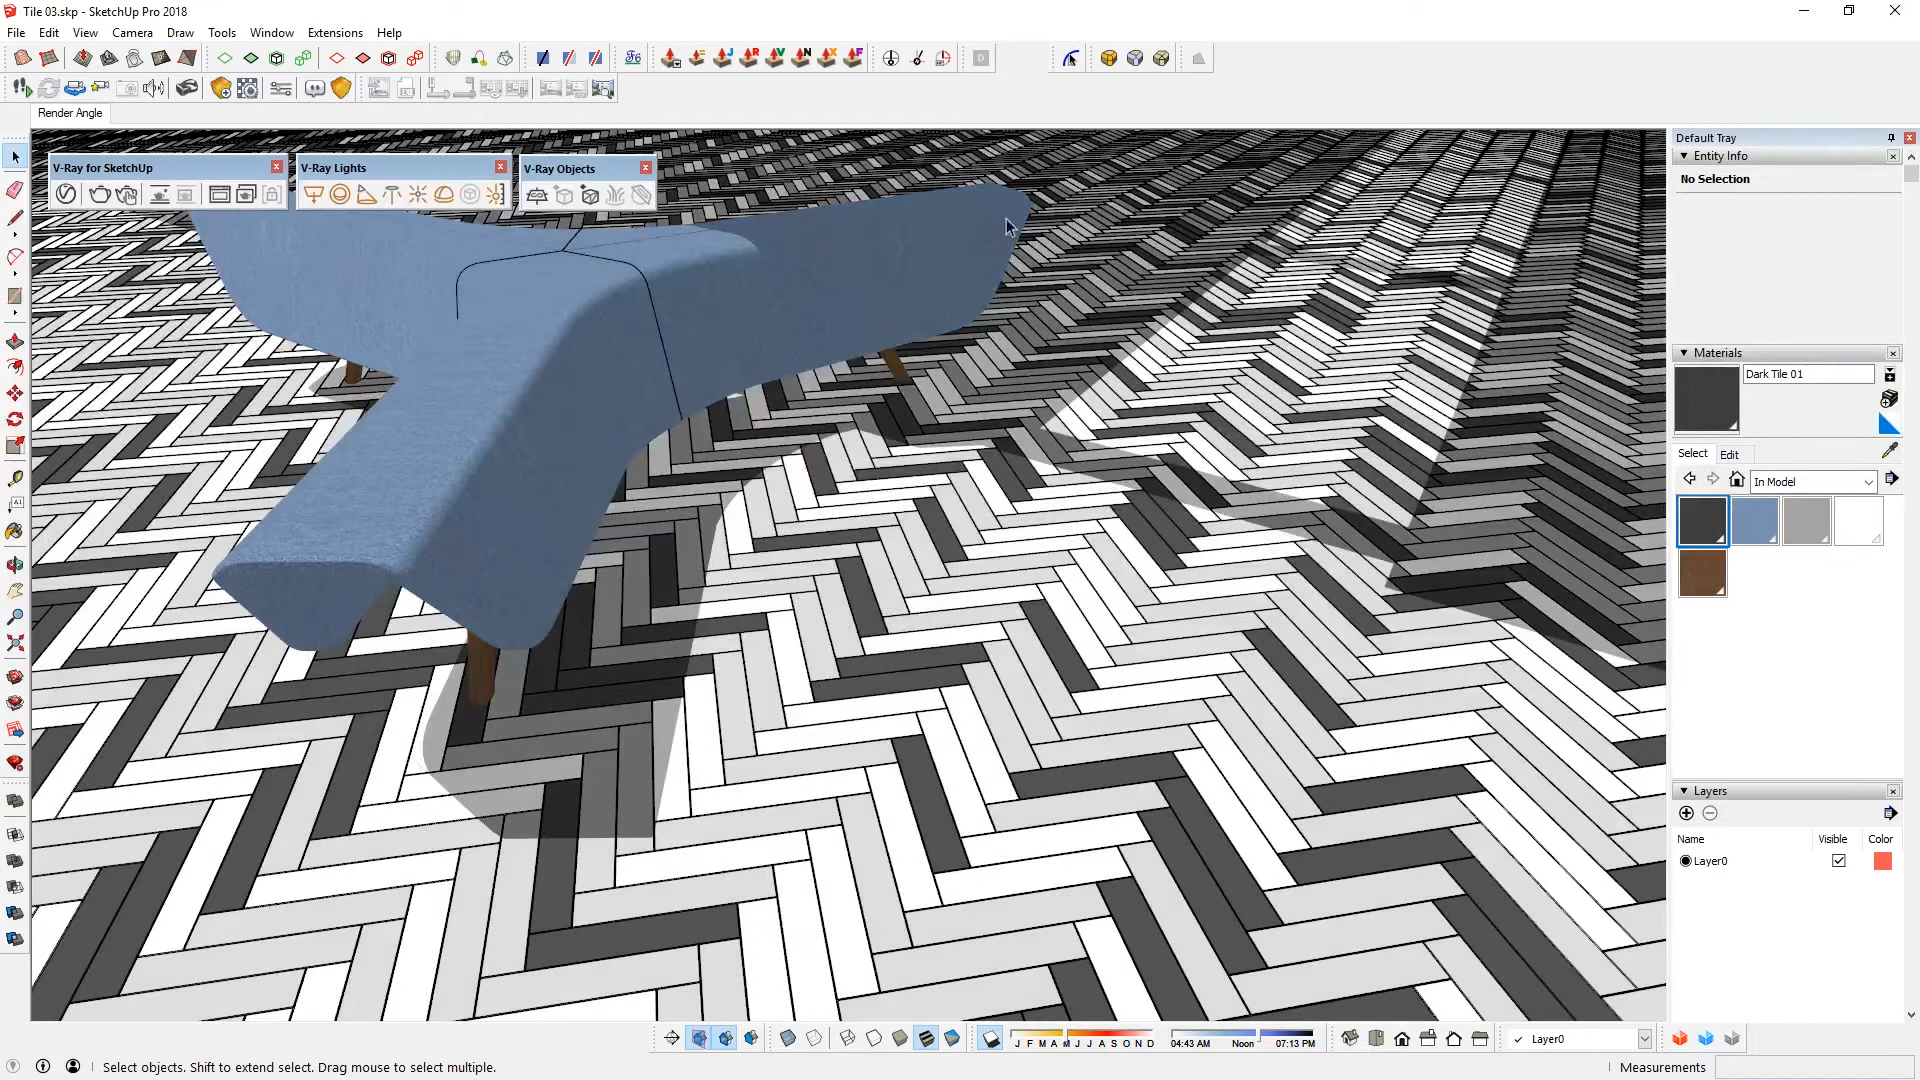 Tile 03.skp - SketchUp Pro 2018
File Edit View Camera Draw Tools Window Extensions Help
Render Angle
Default Tray
Entity Info
No Selection
V-Ray for SketchUp
V-Ray Lights
V-Ray Objects
Materials
Dark Tile 01
Select Edit
In Model
Layers
Name Visible Color
Layer0
J F M A M J J A S O N D
04:43 AM Noon 07:13 PM
Layer0
Select objects. Shift to extend select. Drag mouse to select multiple.
Measurements